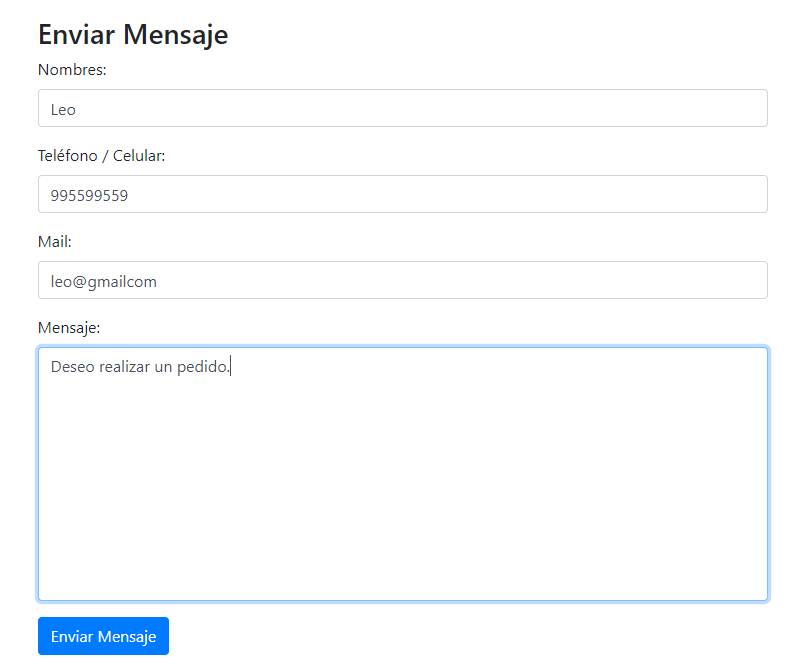 Enviar Mensaje
Nombres:
Leo
Teléfono / Celular:
995599559
Mail:
leo@gmailcom
Mensaje:
Deseo realizar un pedido.
Enviar Mensaje